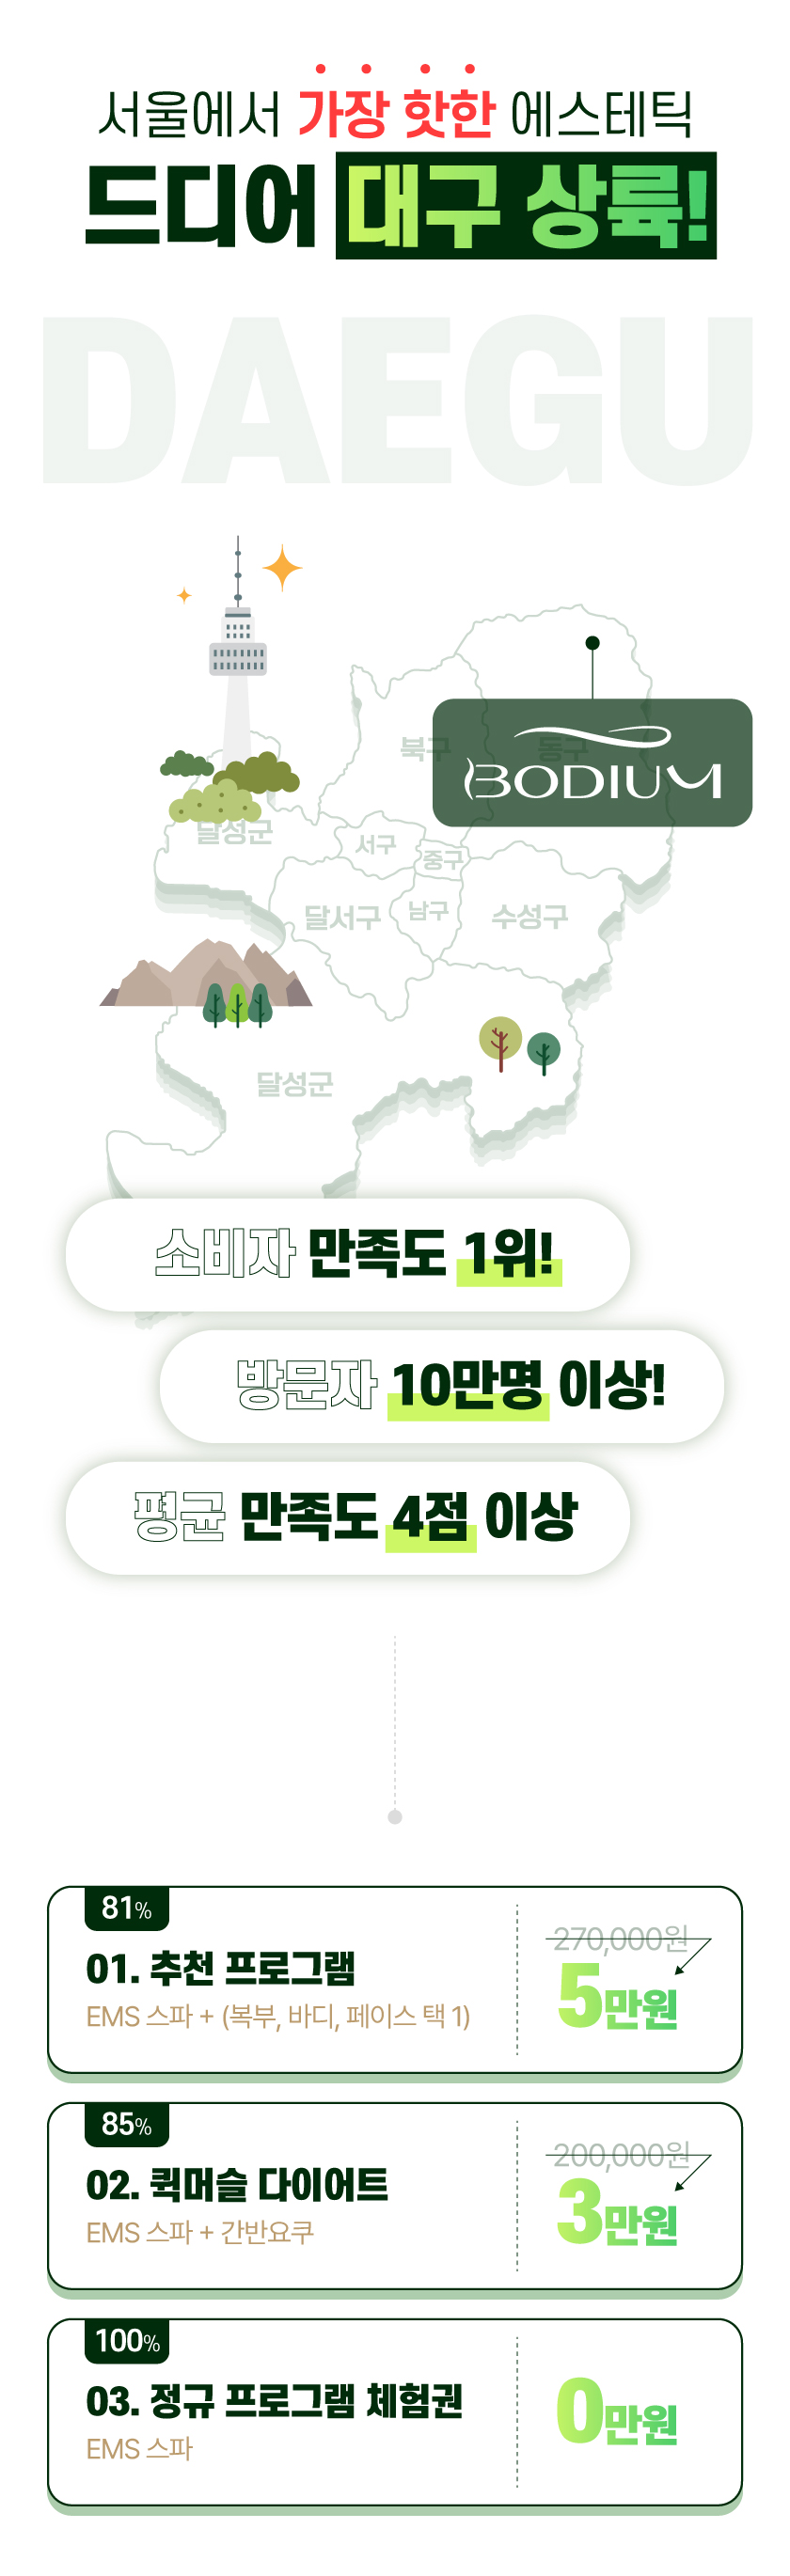 서울에서 가장 핫한 에스테틱
드디어 대구 상륙!
DAEGU
북구 동구
BODIUM
달성군
서구
중구
달서구 남구 수성구
달성군
소비자 만족도 1위!
방문자 10만명 이상!
평균 만족도 4점 이상
81%
01. 추천 프로그램
EMS 스파 + (복부, 바디, 페이스 택 1)
270,000원
5만원
85%
02. 퀵머슬 다이어트
EMS 스파 + 간반요쿠
200,000원
3만원
100%
03. 정규 프로그램 체험권
EMS 스파
0만원